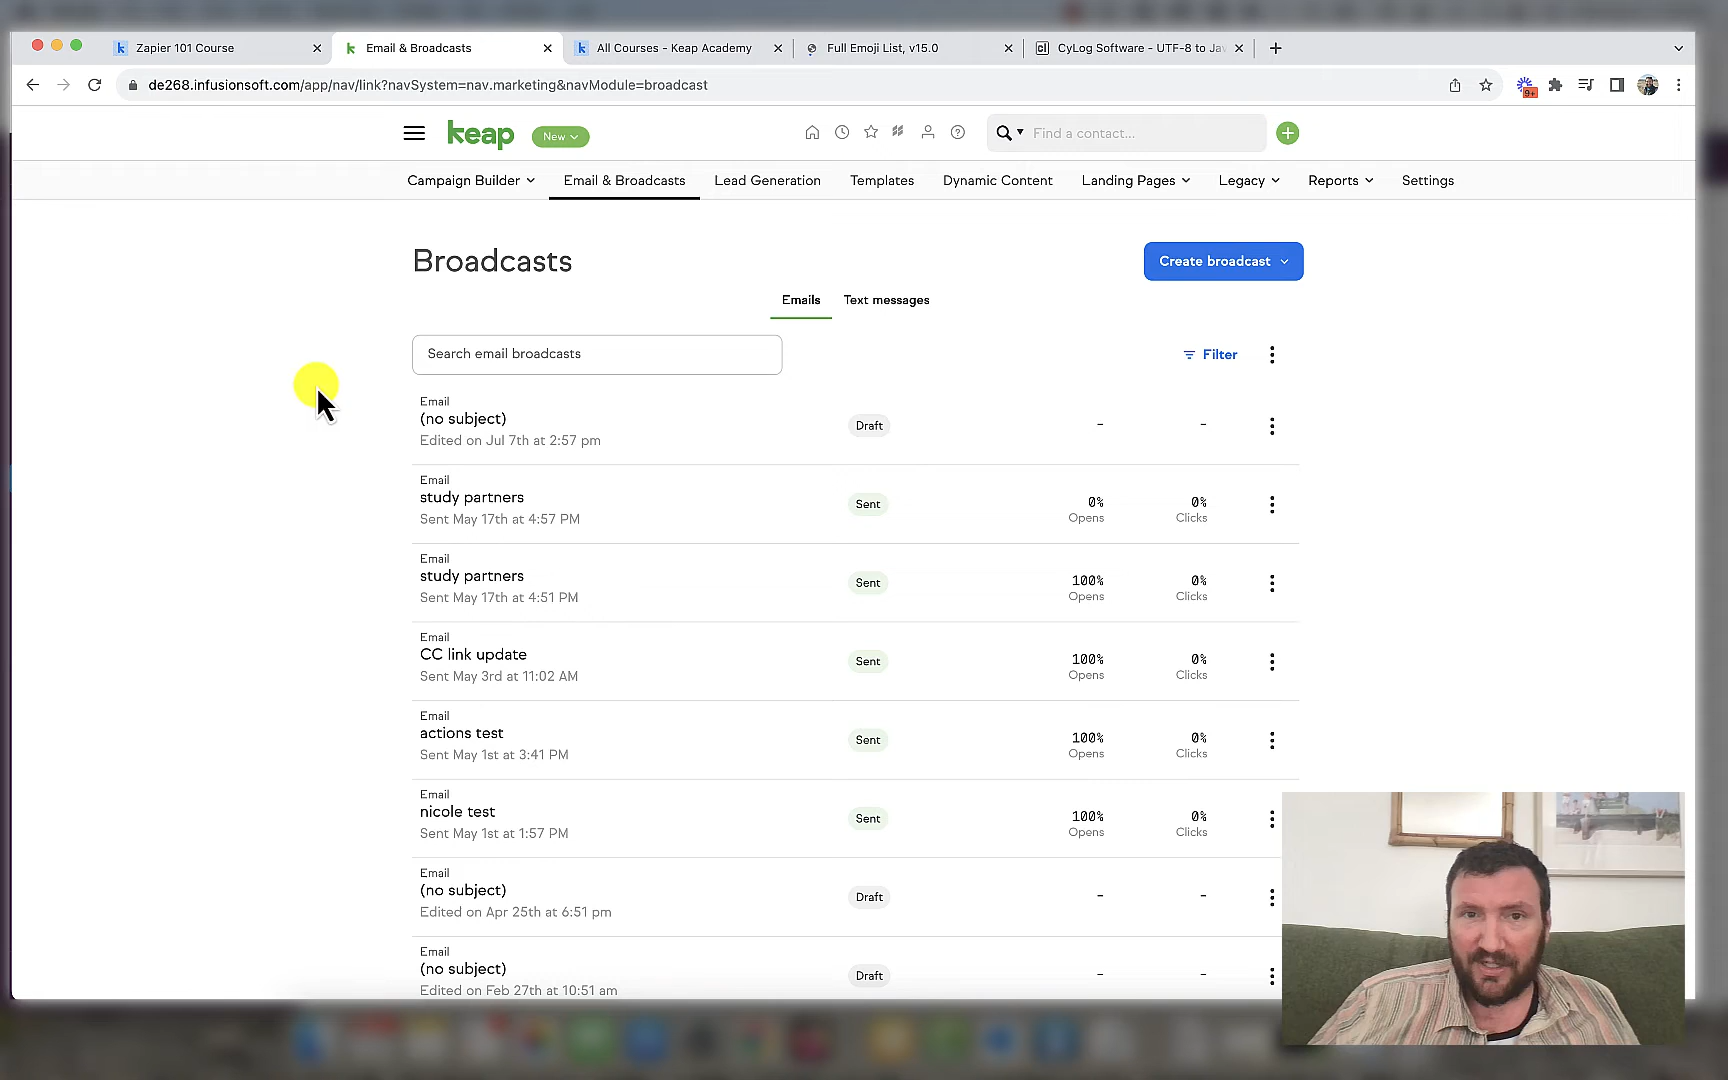 Zapier 101 Course
Email & Broadcasts
All Courses - Keap Academy
Full Emoji List, v15.0
CyLog Software - UTF-8 to Jav
de268.infusionsoft.com/app/nav/link?navSystem=nav.marketing&navModule=broadcast
9+
keap
New
Find a contact...
Campaign Builder
Email & Broadcasts
Lead Generation
Templates
Dynamic Content
Landing Pages
Legacy
Reports
Settings
Broadcasts
Create broadcast
Emails
Text messages
Search email broadcasts
Filter
Email
(no subject)
Edited on Jul 7th at 2:57 pm
Draft
-
-
Email
study partners
Sent May 17th at 4:57 PM
Sent
0%
Opens
0%
Clicks
Email
study partners
Sent May 17th at 4:51 PM
Sent
100%
Opens
0%
Clicks
Email
CC link update
Sent May 3rd at 11:02 AM
Sent
100%
Opens
0%
Clicks
Email
actions test
Sent May 1st at 3:41 PM
Sent
100%
Opens
0%
Clicks
Email
nicole test
Sent May 1st at 1:57 PM
Sent
100%
Opens
0%
Clicks
Email
(no subject)
Edited on Apr 25th at 6:51 pm
Draft
-
-
Email
(no subject)
Edited on Feb 27th at 10:51 am
Draft
-
-